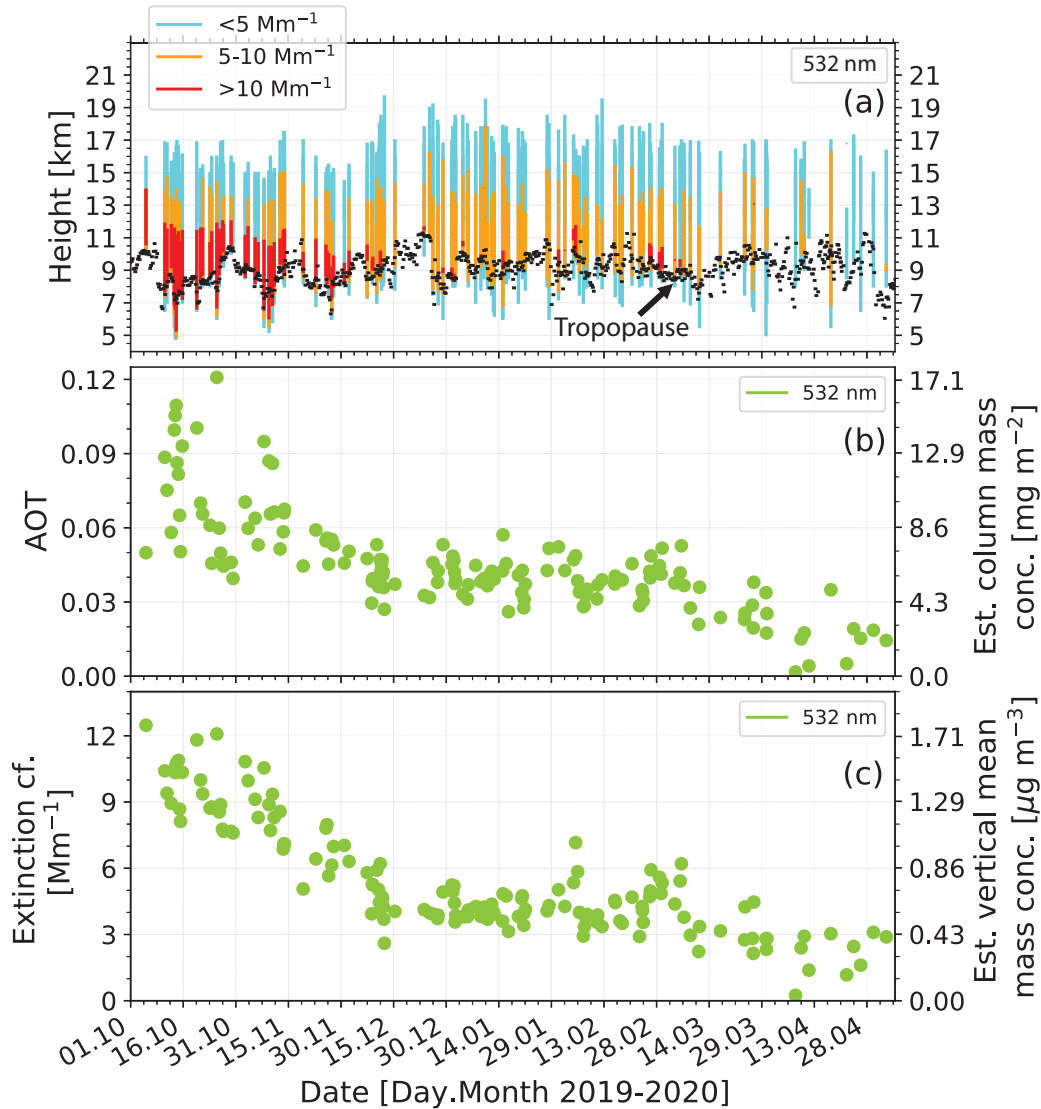 <5 Mm⁻¹
5-10 Mm⁻¹
>10 Mm⁻¹
532 nm
(a)
Height [km]
21
19
17
15
13
11
9
7
5
21
19
17
15
13
11
9
7
5
Tropopause
532 nm
(b)
AOT
0.12
0.09
0.06
0.03
0.00
17.1
12.9
8.6
4.3
0.0
Est. column mass
conc. [mg m⁻²]
532 nm
(c)
Extinction cf.
[Mm⁻¹]
12
9
6
3
0
1.71
1.29
0.86
0.43
0.00
Est. vertical mean
mass conc. [μg m⁻³]
01.10
16.10
31.10
15.11
30.11
15.12
30.12
14.01
29.01
13.02
28.02
14.03
29.03
13.04
28.04
Date [Day.Month 2019-2020]